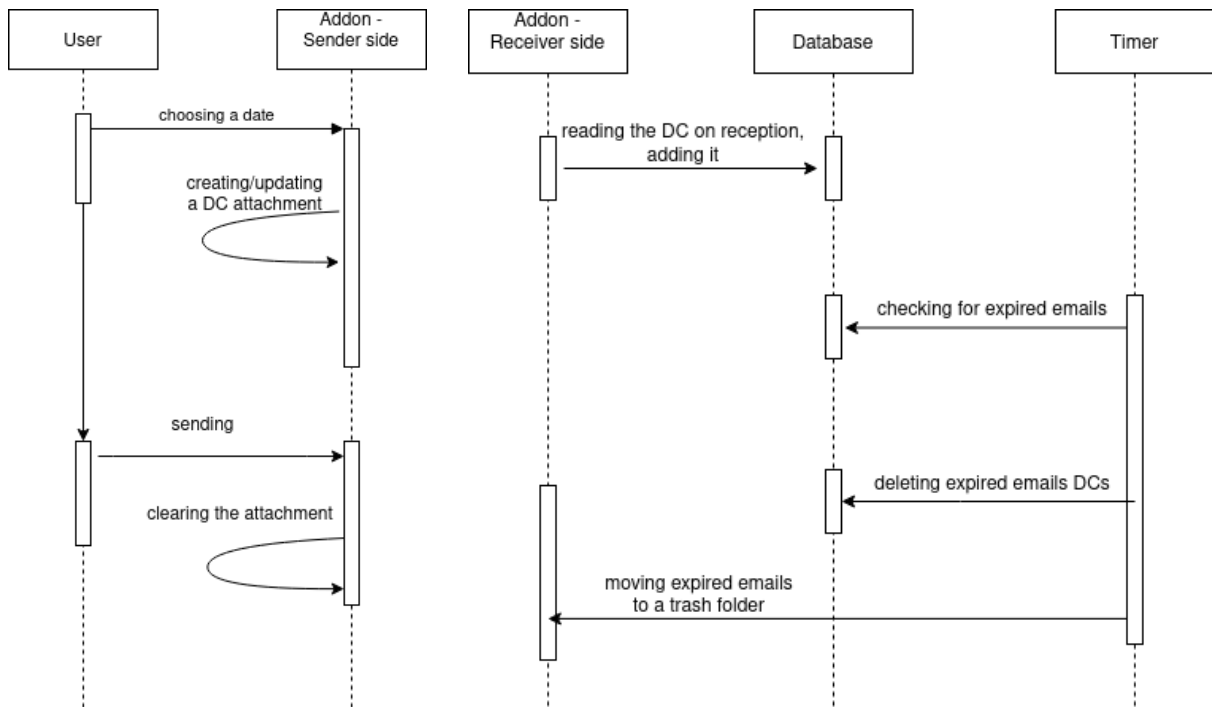 User
Addon -
Sender side
Addon -
Receiver side
Database
Timer
choosing a date
creating/updating
a DC attachment
sending
clearing the attachment
reading the DC on reception,
adding it
checking for expired emails
deleting expired emails DCs
moving expired emails
to a trash folder